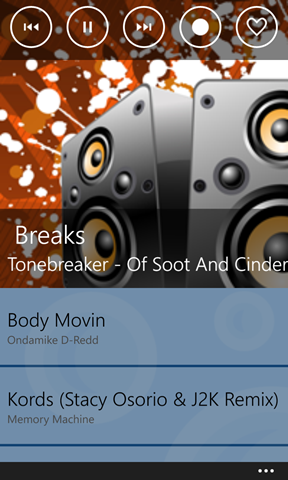 Breaks
Tonebreaker - Of Soot And Cinder
Body Movin
Ondamike D-Redd
Kords (Stacy Osorio & J2K Remix)
Memory Machine